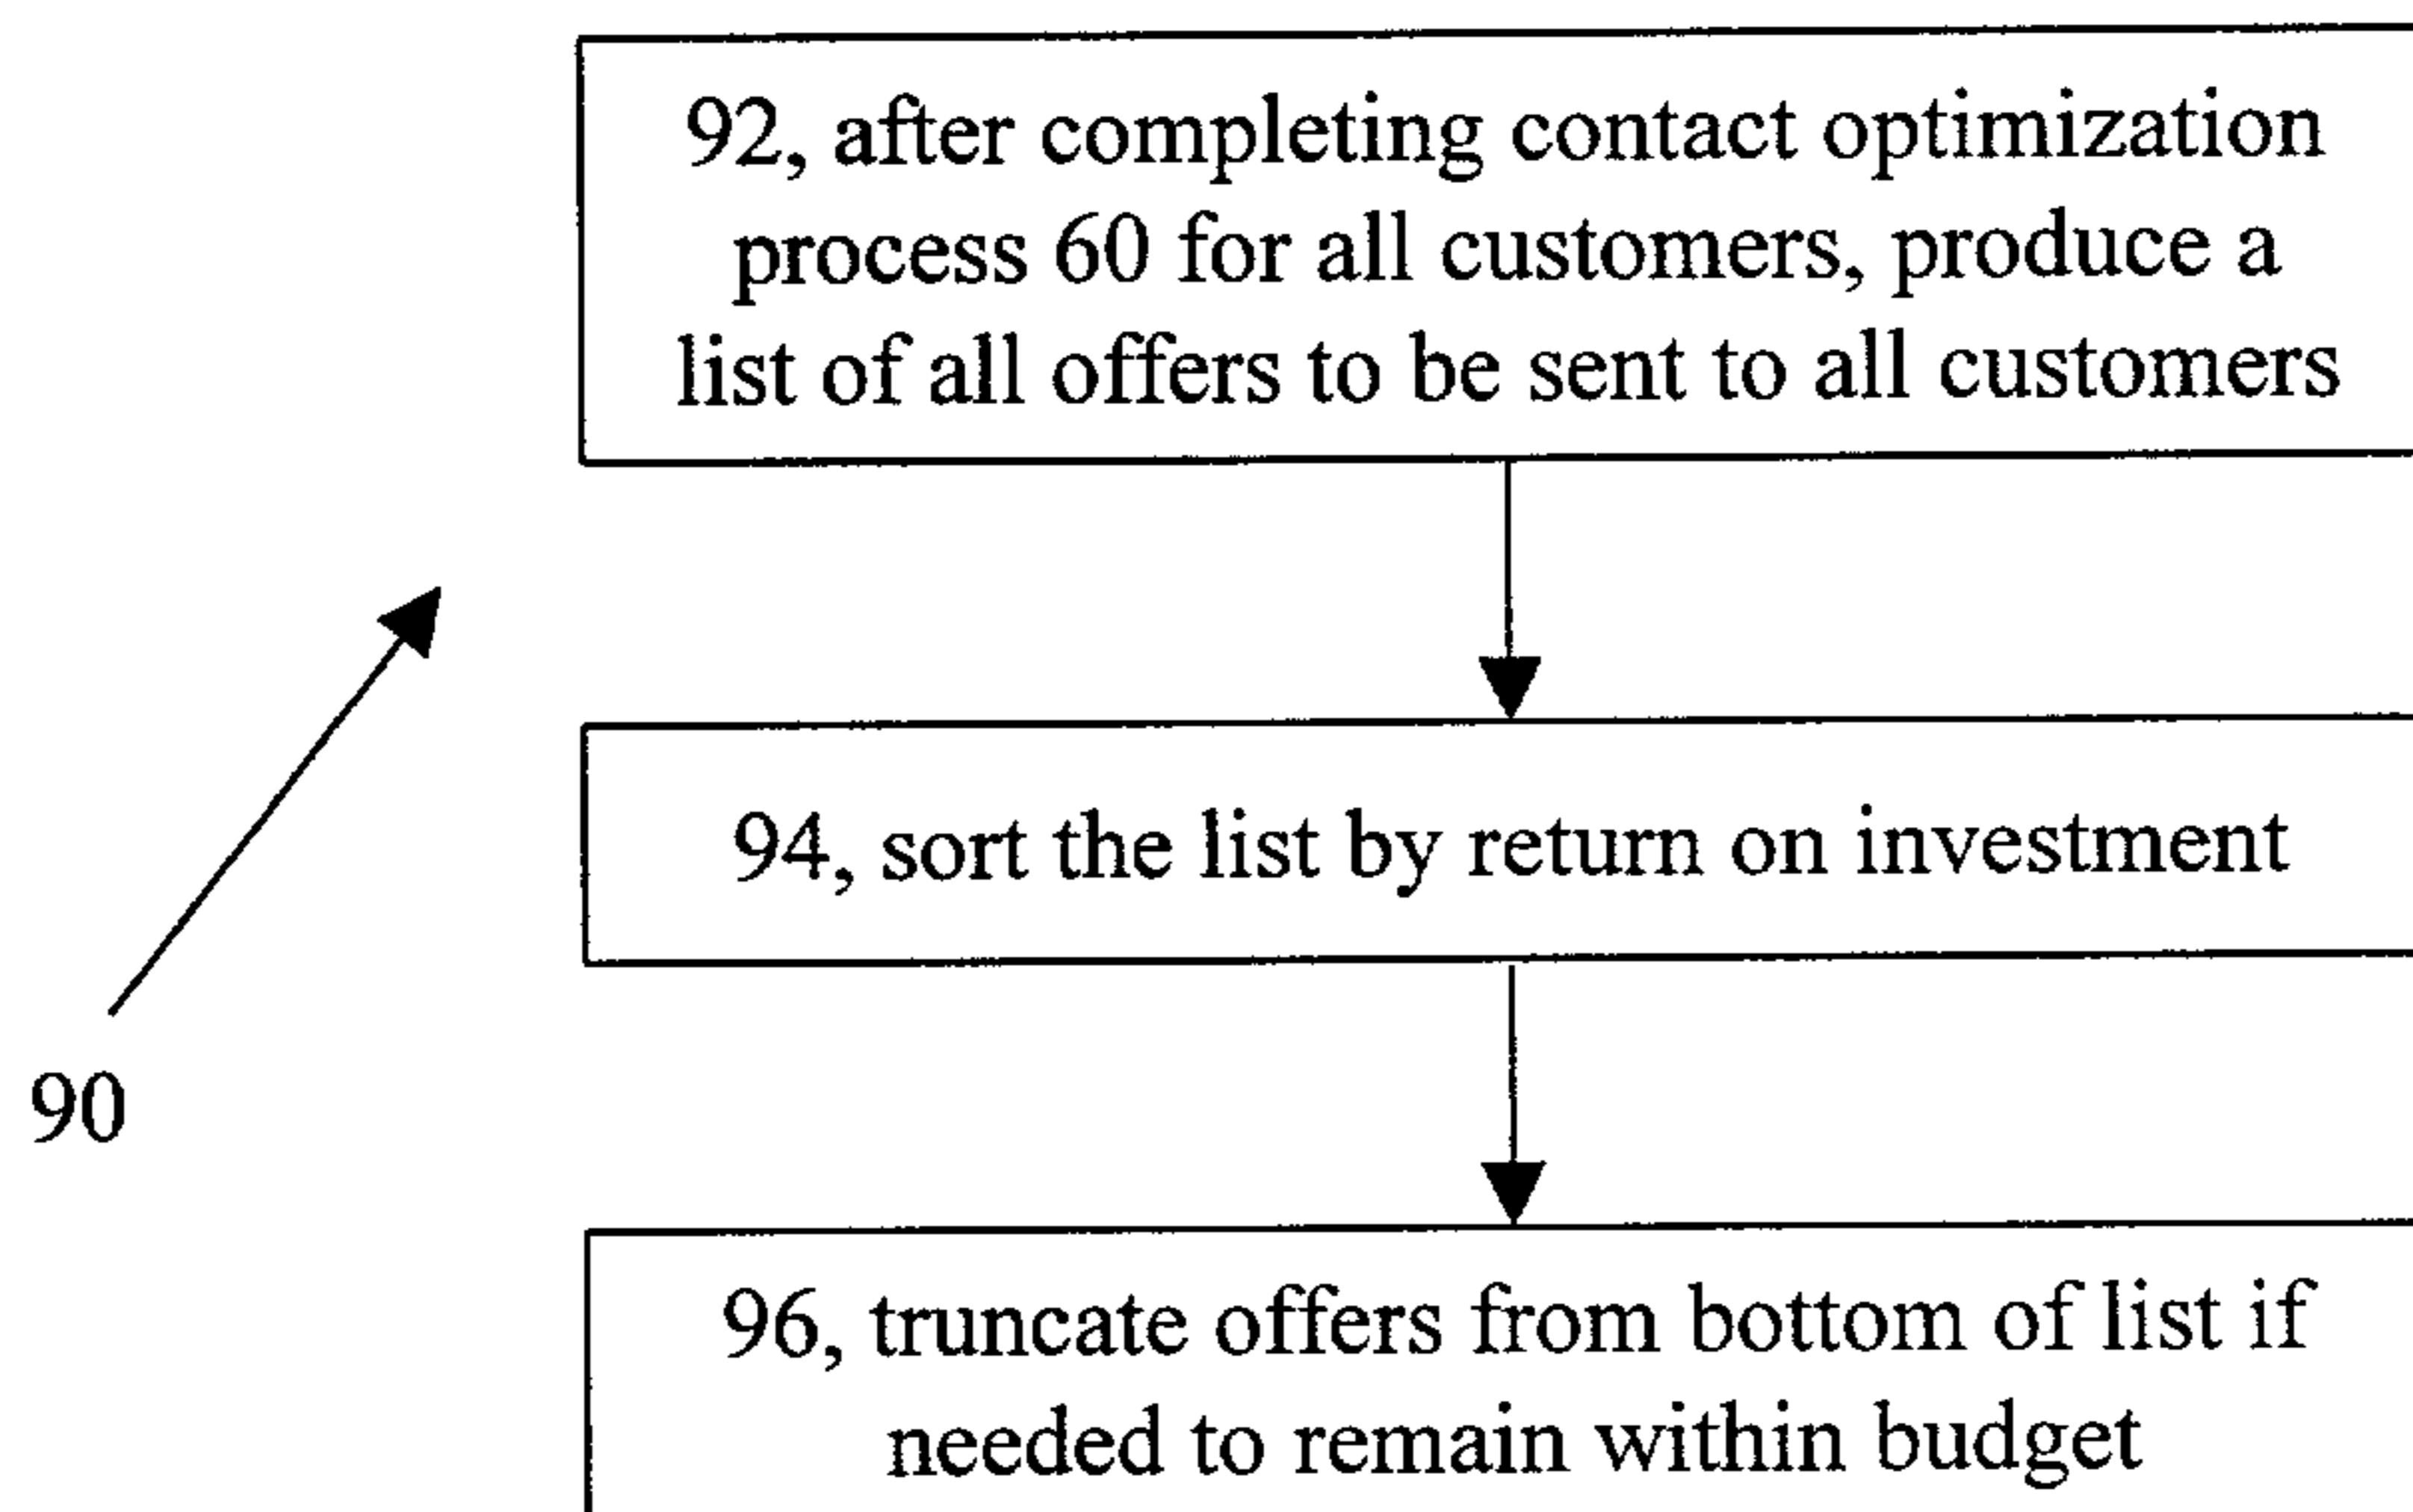 92, after completing contact optimization
process 60 for all customers, produce a
list of all offers to be sent to all customers
94, sort the list by return on investment
90
96, truncate offers from bottom of list if
needed to remain within budget